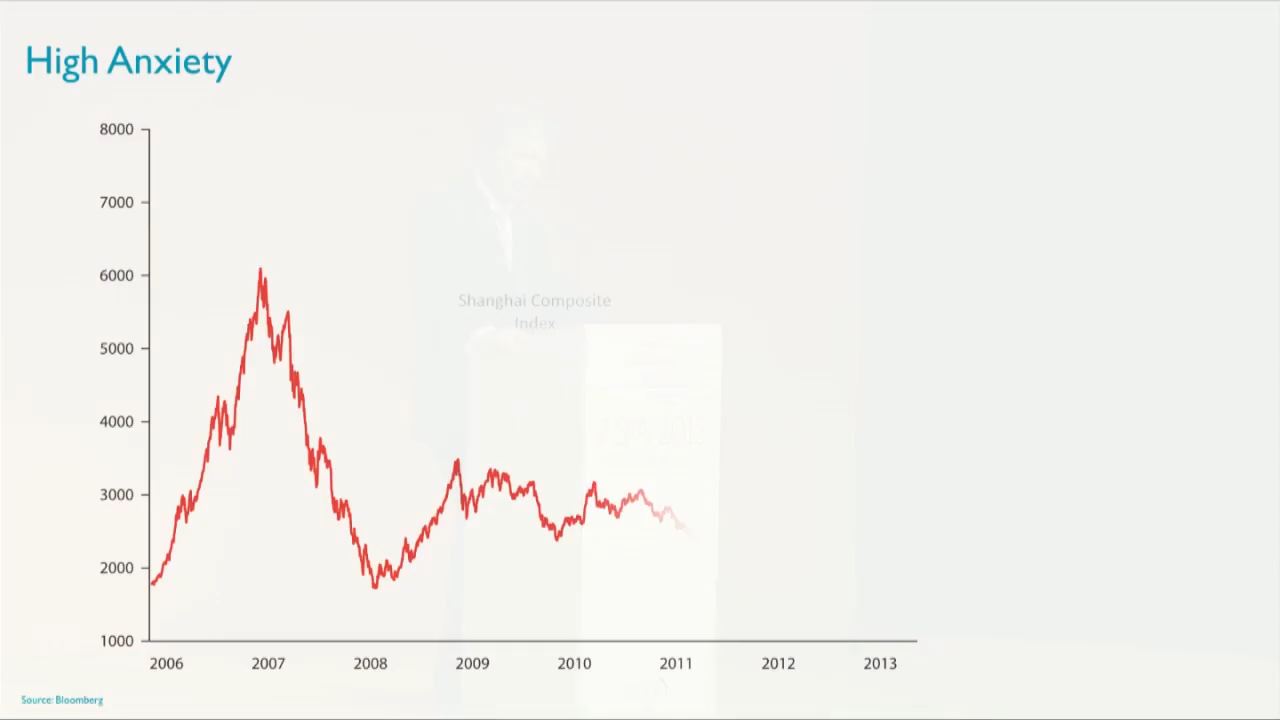 High Anxiety
8000
7000
6000
Shanghai Composite
Index
5000
4000
3000
2000
1000
2006 2007 2008 2009 2010 2011 2012 2013
Source: Bloomberg